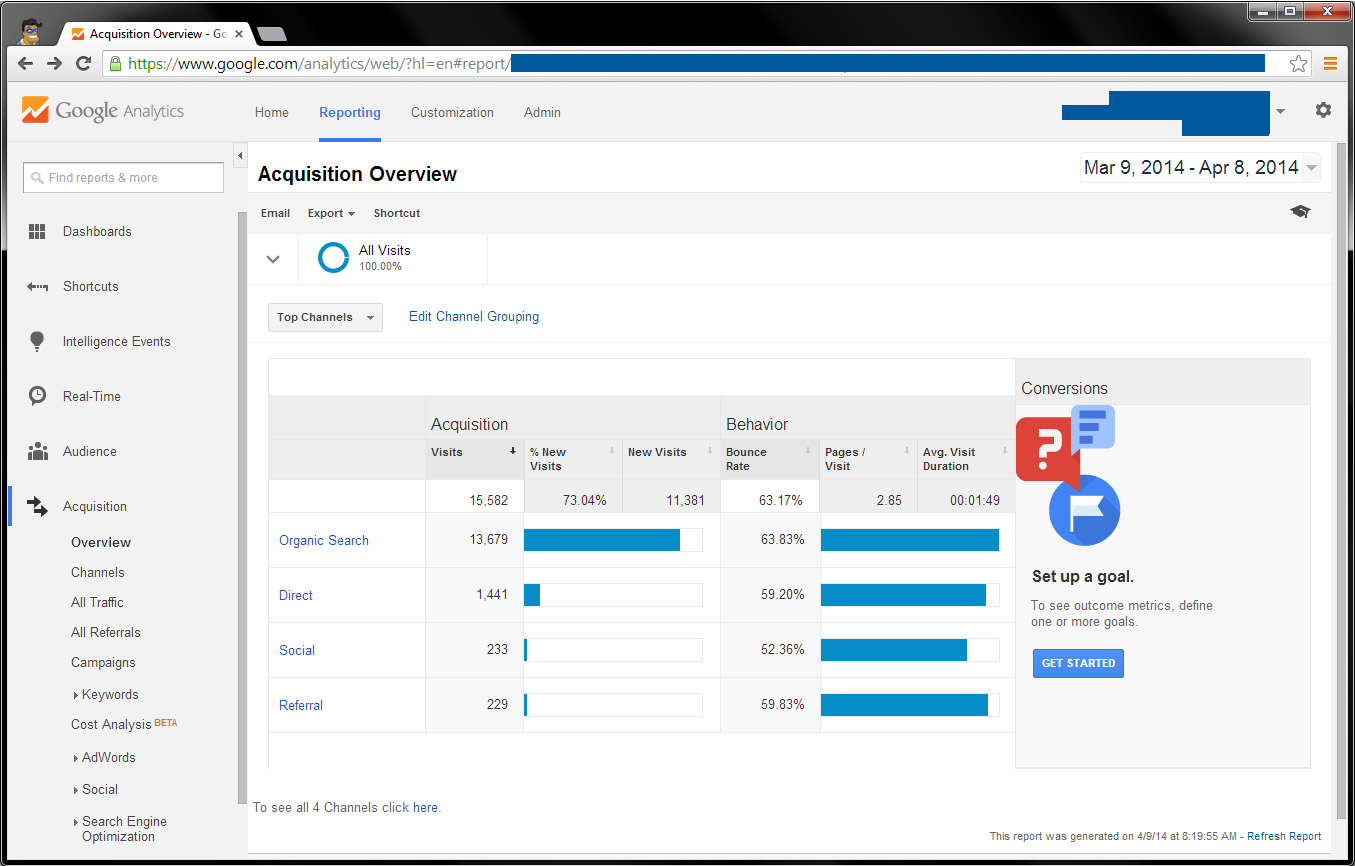 Acquisition Overview - Go
https://www.google.com/analytics/web/?hl=en#report/
Google Analytics
Home
Reporting
Customization
Admin
Find reports & more
Dashboards
Shortcuts
Intelligence Events
Real-Time
Audience
Acquisition
Overview
Channels
All Traffic
All Referrals
Campaigns
Keywords
Cost Analysis BETA
AdWords
Social
Search Engine
Optimization
Acquisition Overview
Mar 9, 2014 - Apr 8, 2014
Email Export Shortcut
All Visits
100.00%
Top Channels
Edit Channel Grouping
Acquisition
Behavior
Conversions
Visits
% New
Visits
New Visits
Bounce
Rate
Pages /
Visit
Avg. Visit
Duration
15,582 73.04% 11,381 63.17% 2.85 00:01:49
Organic Search 13,679 63.83%
Direct 1,441 59.20%
Social 233 52.36%
Referral 229 59.83%
?
Set up a goal.
To see outcome metrics, define
one or more goals.
GET STARTED
To see all 4 Channels click here.
This report was generated on 4/9/14 at 8:19:55 AM - Refresh Report